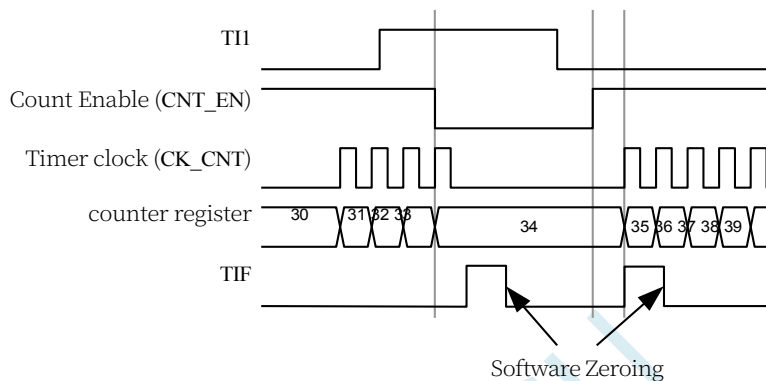 TI1
Count Enable (CNT_EN)
Timer clock (CK_CNT)
counter register
30 31 32 33 34 35 36 37 38 39
TIF
Software Zeroing